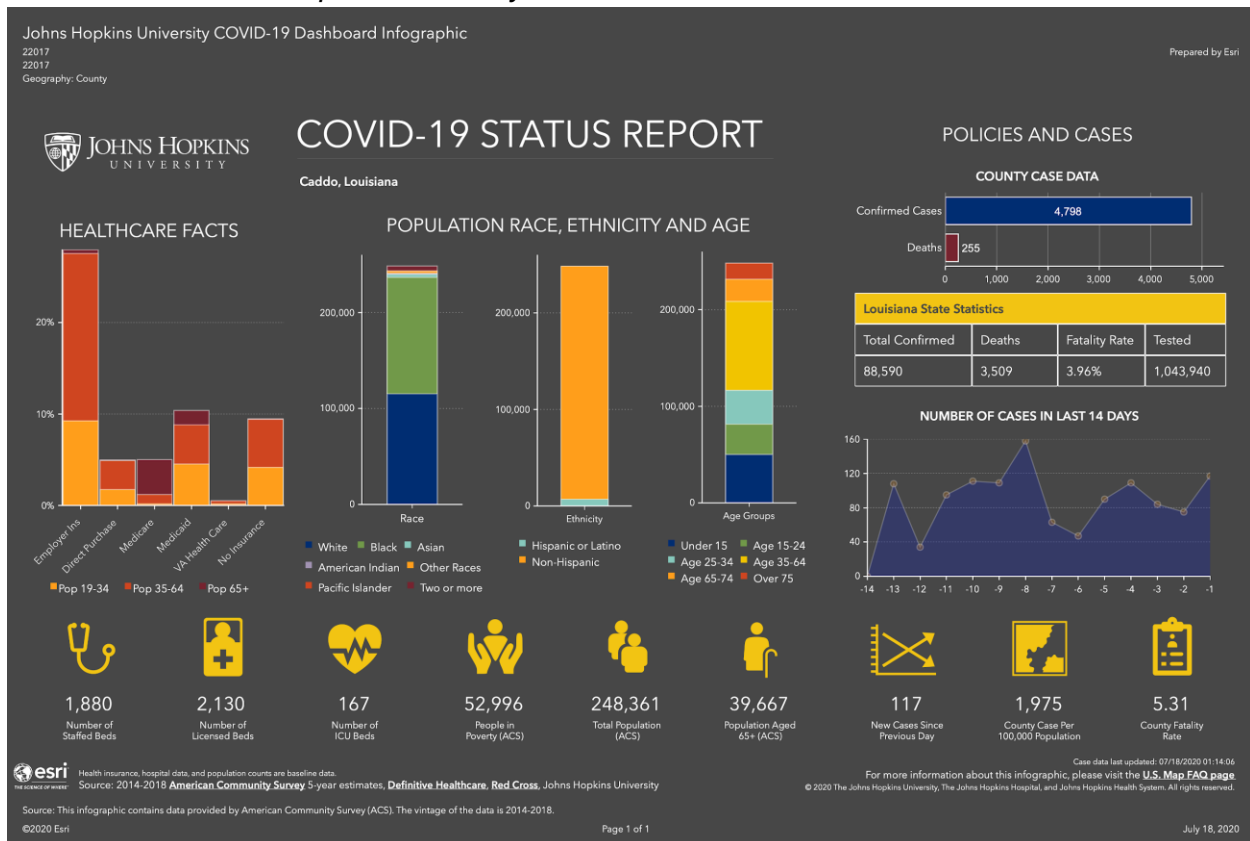 Johns Hopkins University COVID-19 Dashboard Infographic
22017
22017
Geography: County
Prepared by Esri
JOHNS HOPKINS
UNIVERSITY
COVID-19 STATUS REPORT
Caddo, Louisiana
HEALTHCARE FACTS
20%
10%
0%
Employer Ins
Direct Purchase
Medicare
Medicaid
VA Health Care
No Insurance
Pop 19-34 Pop 35-64 Pop 65+
POPULATION RACE, ETHNICITY AND AGE
200,000
100,000
0
Race
White Black Asian
American Indian Other Races
Pacific Islander Two or more
200,000
100,000
0
Ethnicity
Hispanic or Latino
Non-Hispanic
200,000
100,000
0
Age Groups
Under 15 Age 15-24
Age 25-34 Age 35-64
Age 65-74 Over 75
POLICIES AND CASES
COUNTY CASE DATA
Confirmed Cases 4,798
Deaths 255
0 1,000 2,000 3,000 4,000 5,000
Louisiana State Statistics
Total Confirmed Deaths Fatality Rate Tested
88,590 3,509 3.96% 1,043,940
NUMBER OF CASES IN LAST 14 DAYS
160
120
80
40
0
-14 -13 -12 -11 -10 -9 -8 -7 -6 -5 -4 -3 -2 -1
1,880
Number of
Staffed Beds
2,130
Number of
Licensed Beds
167
Number of
ICU Beds
52,996
People in
Poverty (ACS)
248,361
Total Population
(ACS)
39,667
Population Aged
65+ (ACS)
117
New Cases Since
Previous Day
1,975
County Case Per
100,000 Population
5.31
County Fatality
Rate
esri
THE SCIENCE OF WHERE
Health insurance, hospital data, and population counts are baseline data.
Source: 2014-2018 American Community Survey 5-year estimates, Definitive Healthcare, Red Cross, Johns Hopkins University
Case data last updated: 07/18/2020 01:14:06
For more information about this infographic, please visit the U.S. Map FAQ page
© 2020 The Johns Hopkins University, The Johns Hopkins Hospital, and Johns Hopkins Health System. All rights reserved.
Source: This infographic contains data provided by American Community Survey (ACS). The vintage of the data is 2014-2018.
©2020 Esri
Page 1 of 1
July 18, 2020